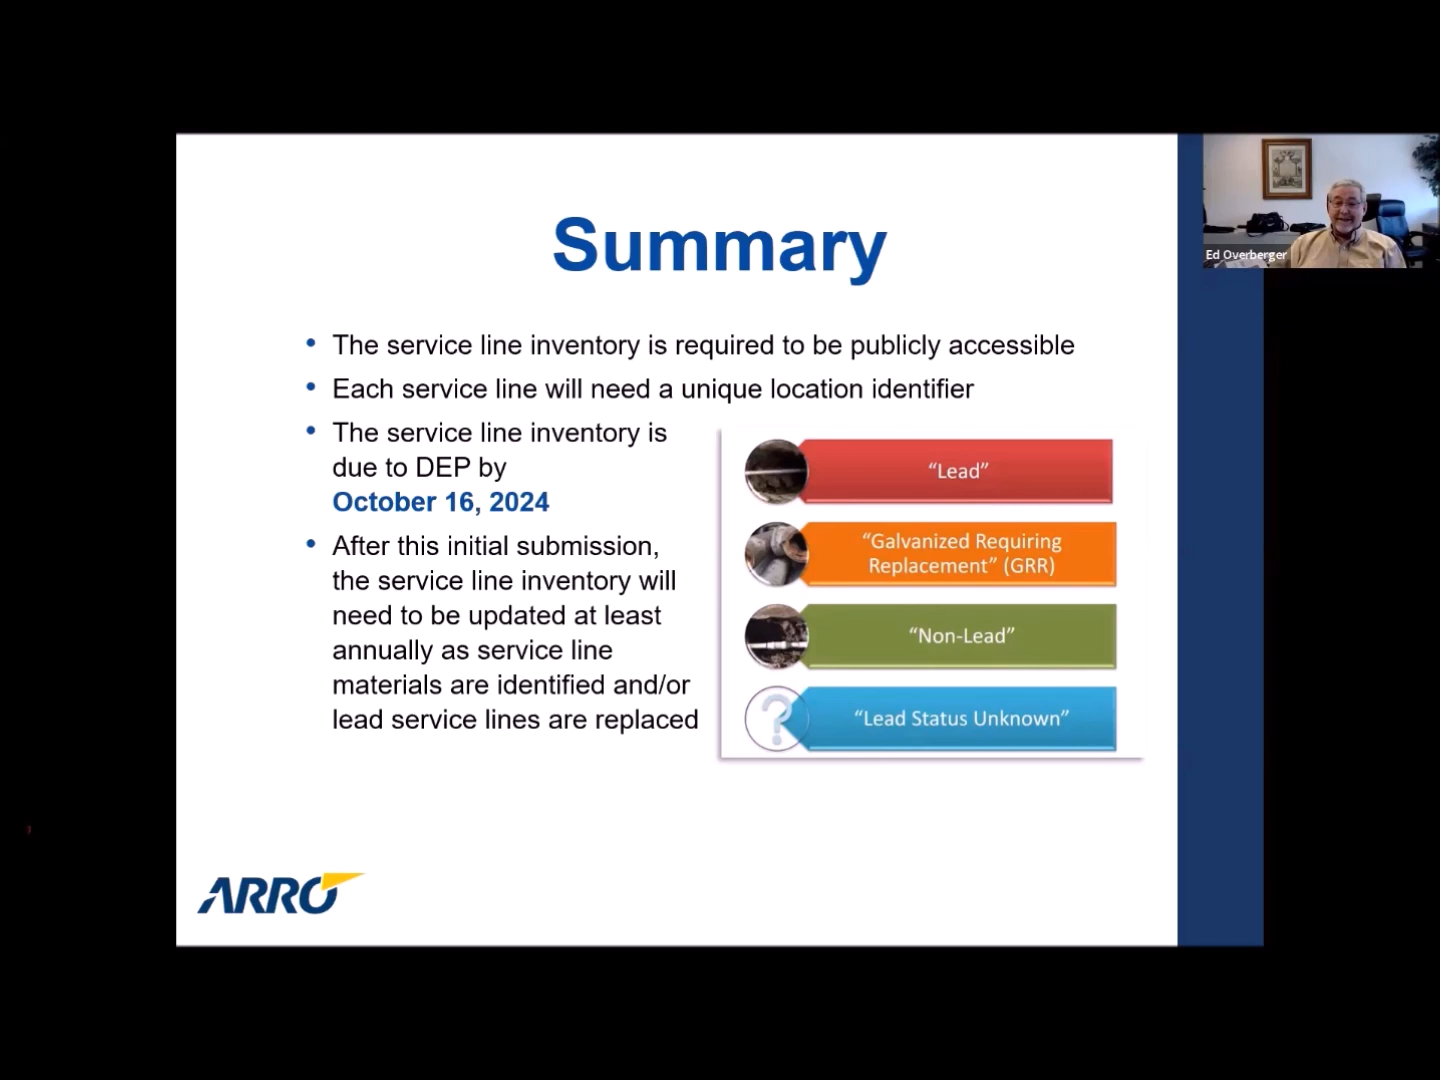 Summary
Ed Overberger
• The service line inventory is required to be publicly accessible
• Each service line will need a unique location identifier
• The service line inventory is
due to DEP by
October 16, 2024
• After this initial submission,
the service line inventory will
need to be updated at least
annually as service line
materials are identified and/or
lead service lines are replaced
“Lead”
“Galvanized Requiring
Replacement” (GRR)
“Non-Lead”
?
“Lead Status Unknown”
ARRO